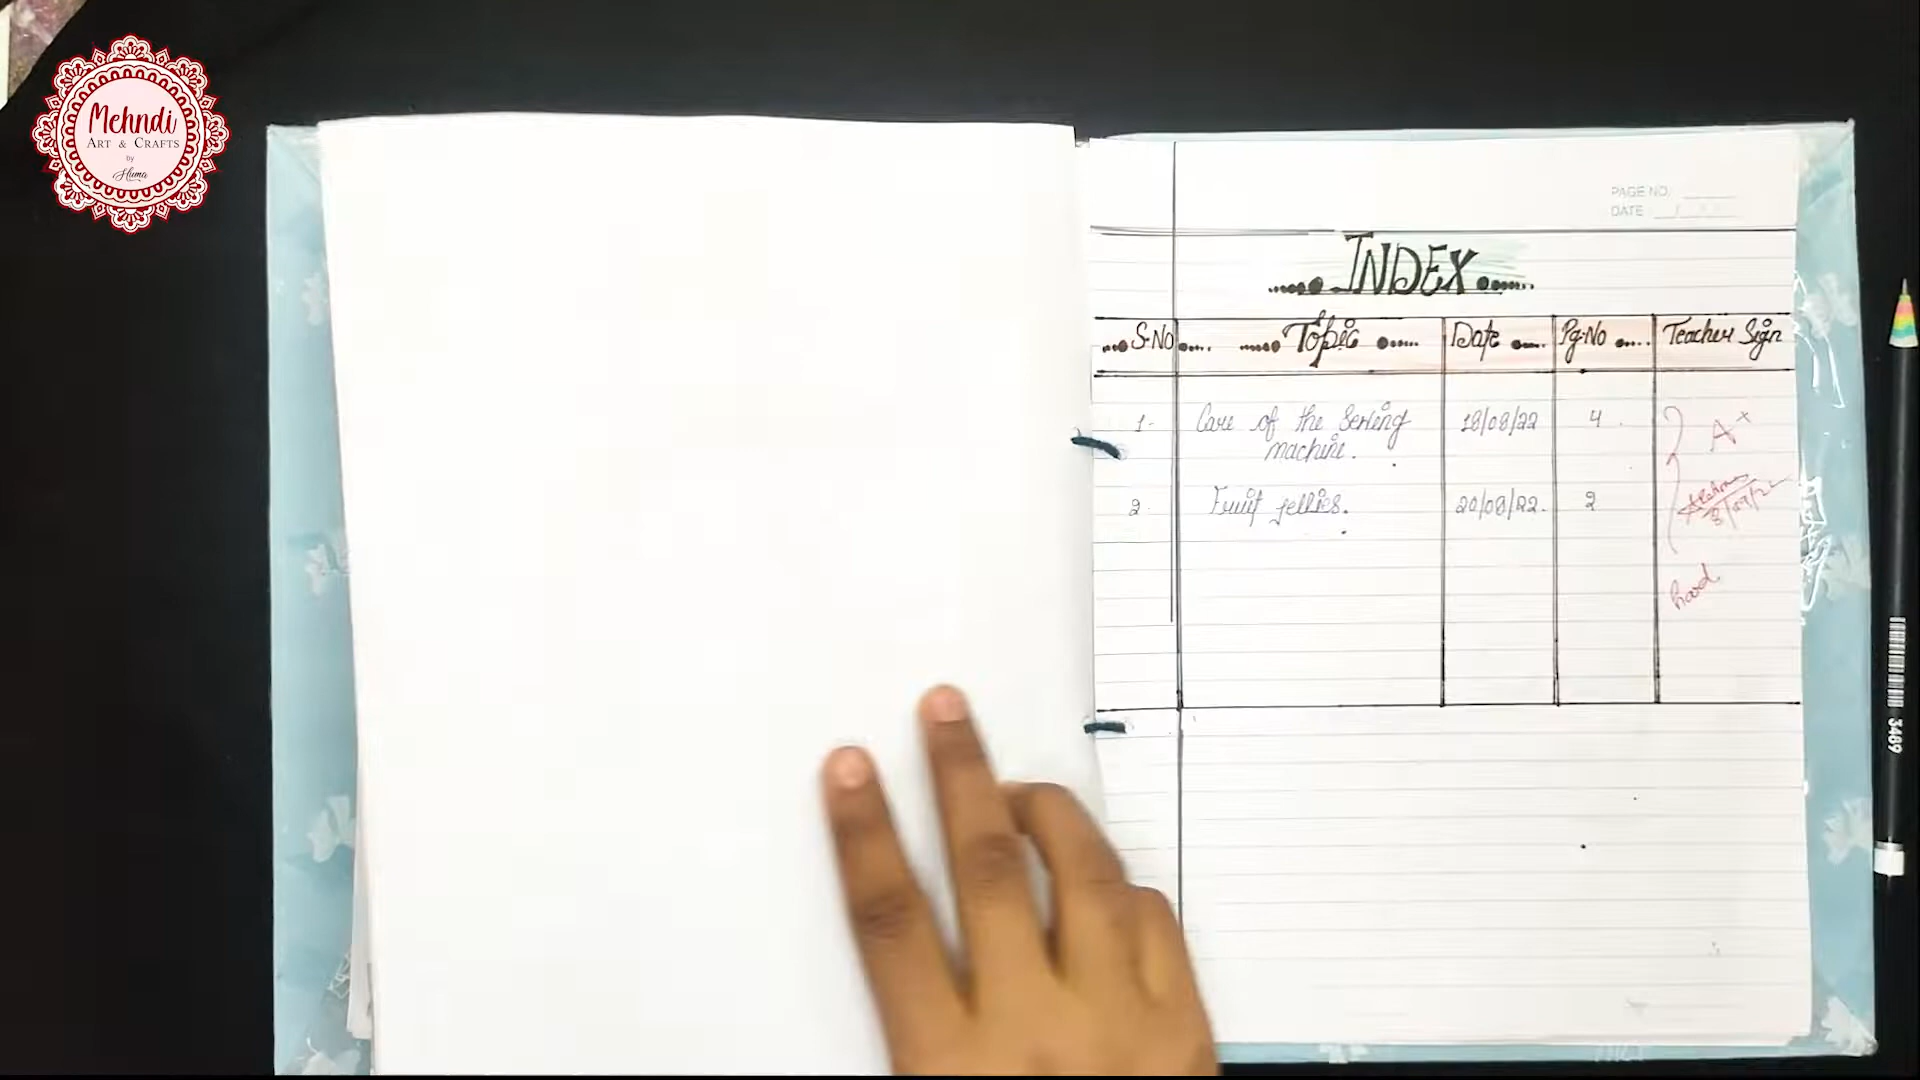 Mehndi
ART & CRAFTS
by
Huma
PAGE NO.
DATE
INDEX
S.No Topic Date Pg.No Teacher Sign
1- Care of the Sewing machine. 18/08/22 4
A+
2 Fruit jellies. 20/08/22. 2
3489